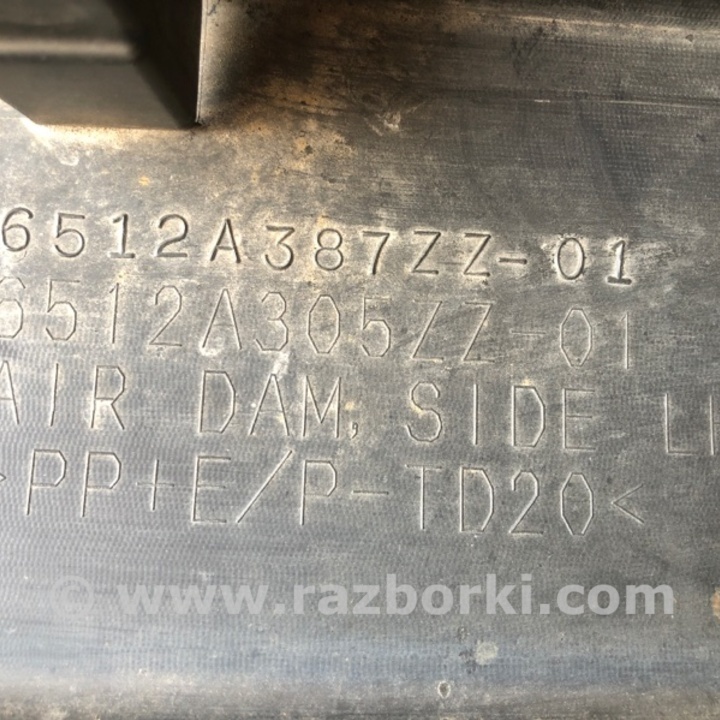 6512A387ZZ-01
6512A305ZZ-01
AIR DAM, SIDE
>PP+E/P-TD20<
© www.razborki.com